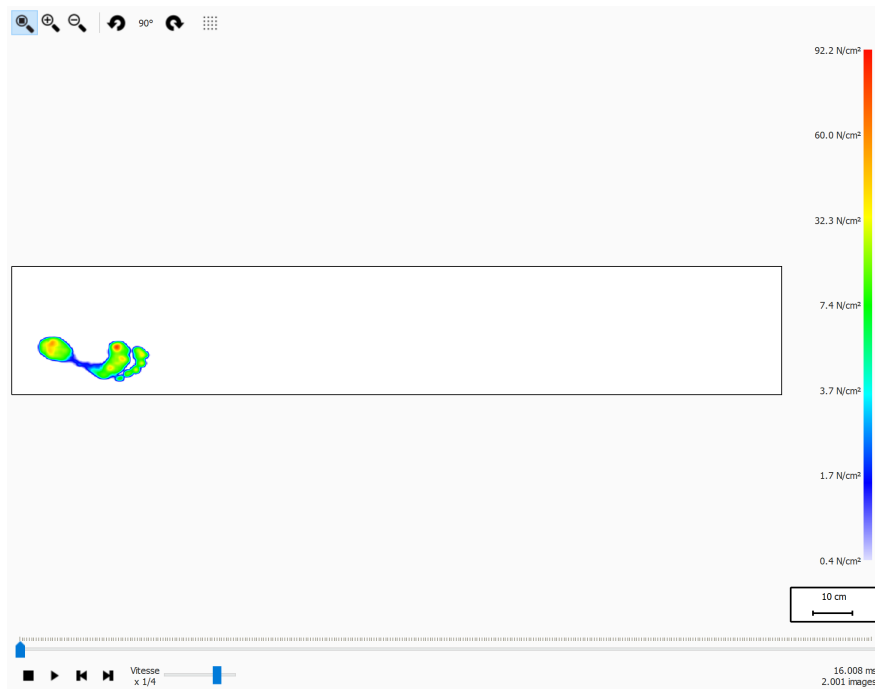 90°
92.2 N/cm²
60.0 N/cm²
32.3 N/cm²
7.4 N/cm²
3.7 N/cm²
1.7 N/cm²
0.4 N/cm²
10 cm
Vitesse
x 1/4
16.008 ms
2.001 images